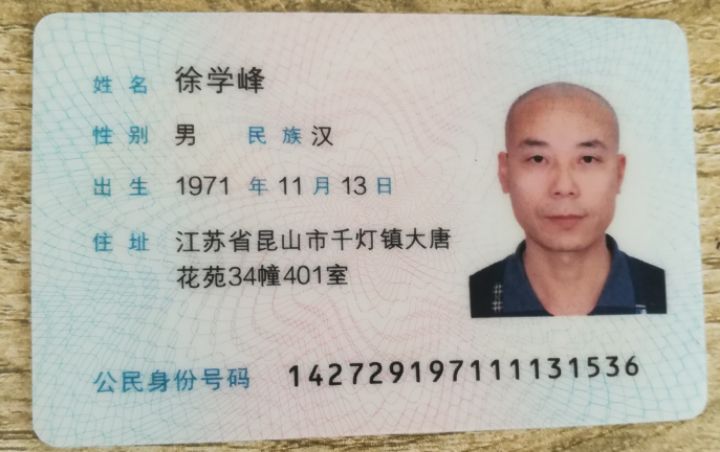 姓名 徐学峰
性别 男 民族 汉
出生 1971 年 11 月 13 日
住址 江苏省昆山市千灯镇大唐
花苑34幢401室
公民身份号码 142729197111131536